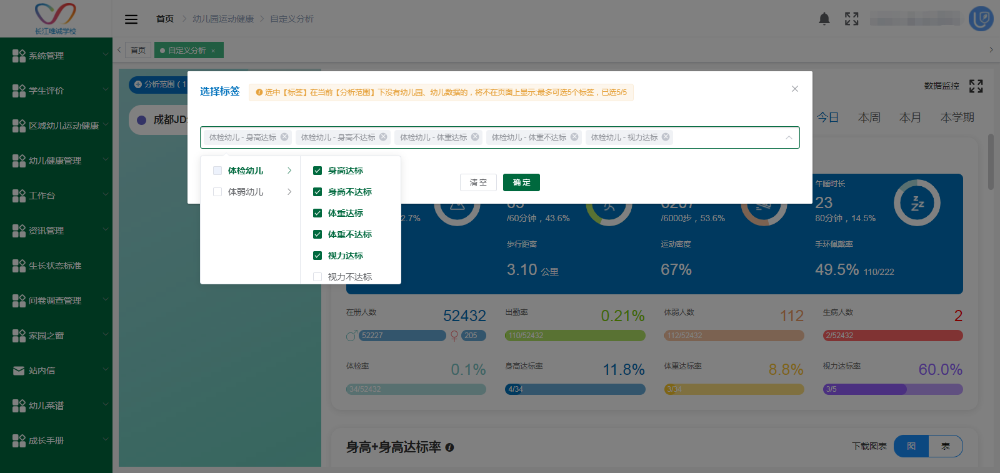 长江唯诚学校
首页
幼儿园运动健康
自定义分析
系统管理
学生评价
区域幼儿运动健康
幼儿健康管理
工作台
资讯管理
生长状态标准
问卷调查管理
家园之窗
站内信
幼儿菜谱
成长手册
首页
自定义分析 ×
分析范围（1
成都JD
数据监控
今日 本周 本月 本学期
选择标签
选中【标签】在当前【分析范围】下没有幼儿园、幼儿数据的，将不在页面上显示;最多可选5个标签，已选5/5
体检幼儿 - 身高达标
体检幼儿 - 身高不达标
体检幼儿 - 体重达标
体检幼儿 - 体重不达标
体检幼儿 - 视力达标
体检幼儿
体弱幼儿
身高达标
身高不达标
体重达标
体重不达标
视力达标
视力不达标
清空
确定
2.7%
/60分钟，43.6%
/6000步，53.6%
午睡时长
23
80分钟，14.5%
步行距离
3.10 公里
运动密度
67%
手环佩戴率
49.5% 110/222
在册人数 52432
52227 205
出勤率 0.21%
110/52432
体弱人数 112
112/52432
生病人数 2
2/52432
体检率 0.1%
34/52432
身高达标率 11.8%
4/34
体重达标率 8.8%
3/34
视力达标率 60.0%
3/5
身高+身高达标率
下载图表 图 表